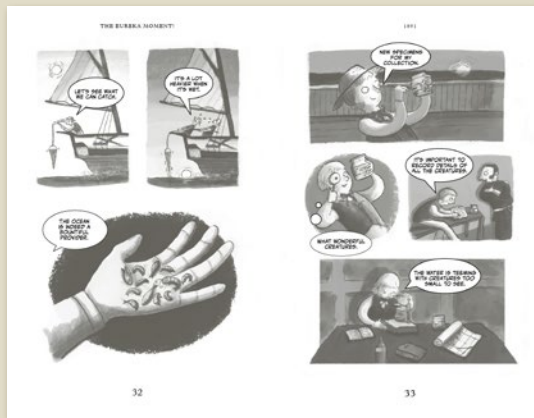 THE EUREKA MOMENT!
LET'S SEE WHAT
WE CAN CATCH.
IT'S A LOT
HEAVIER WHEN
IT'S WET.
THE OCEAN
IS INDEED A
BOUNTIFUL
PROVIDER.
32
1891
NEW SPECIMENS
FOR MY
COLLECTION.
IT'S IMPORTANT TO
RECORD DETAILS OF
ALL THE CREATURES.
WHAT WONDERFUL
CREATURES.
THE WATER IS TEEMING
WITH CREATURES TOO
SMALL TO SEE.
33